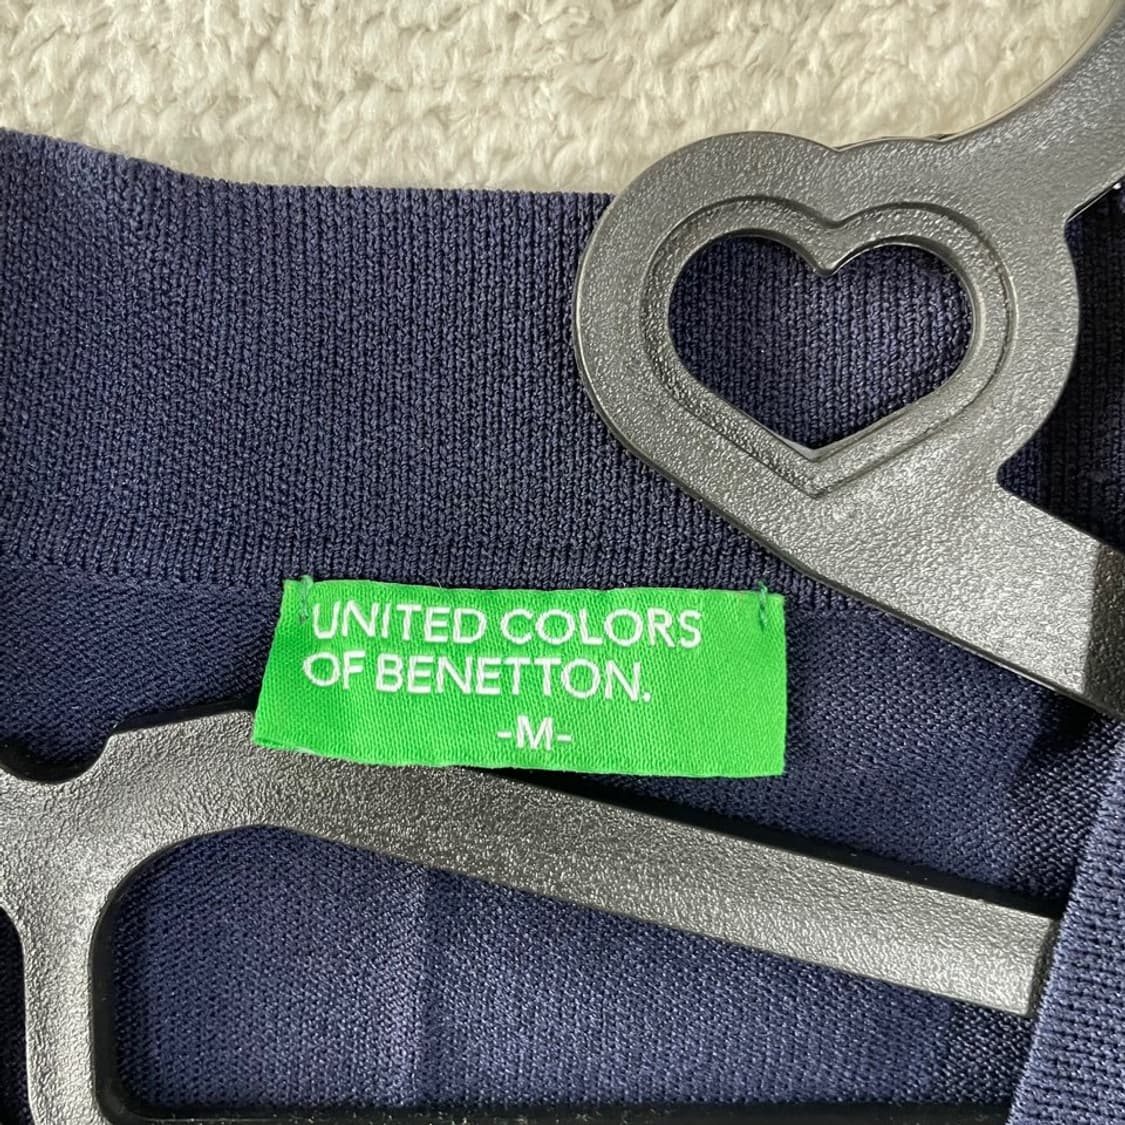 UNITED COLORS
OF BENETTON.
-M-